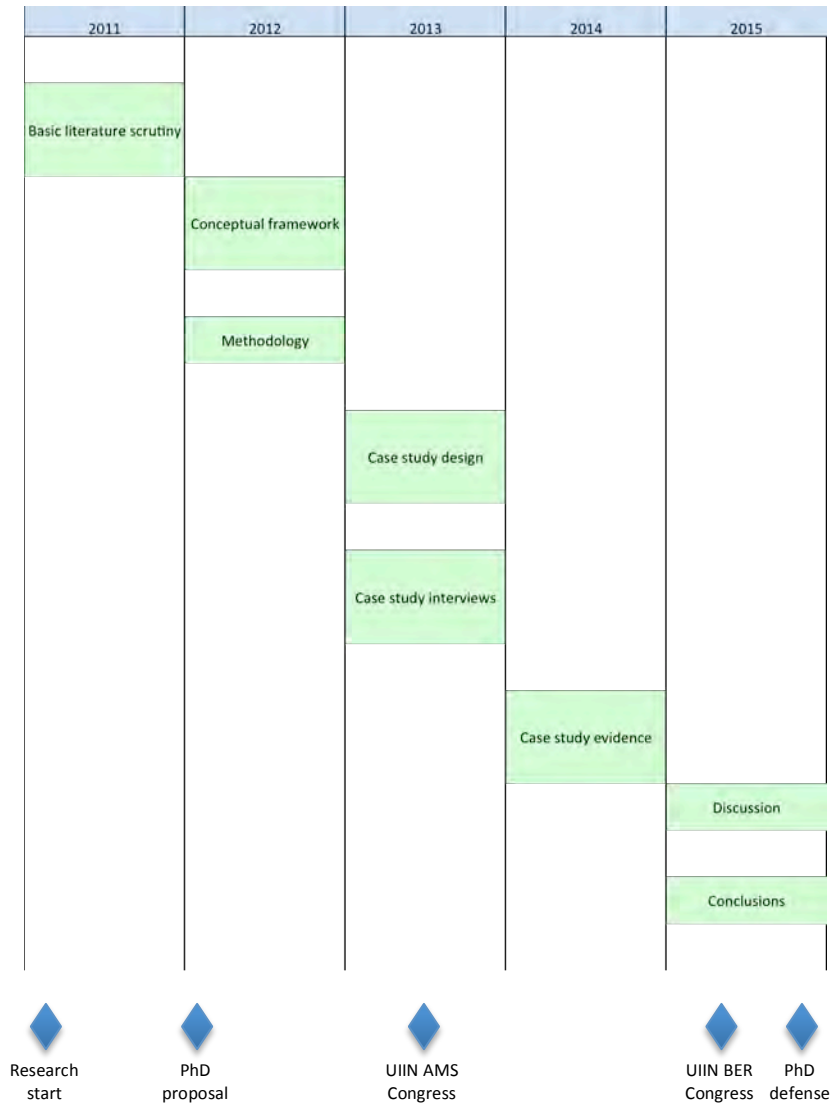 2011 2012 2013 2014 2015
Basic literature scrutiny
Conceptual framework
Methodology
Case study design
Case study interviews
Case study evidence
Discussion
Conclusions
Research start
PhD proposal
UIIN AMS Congress
UIIN BER Congress
PhD defense